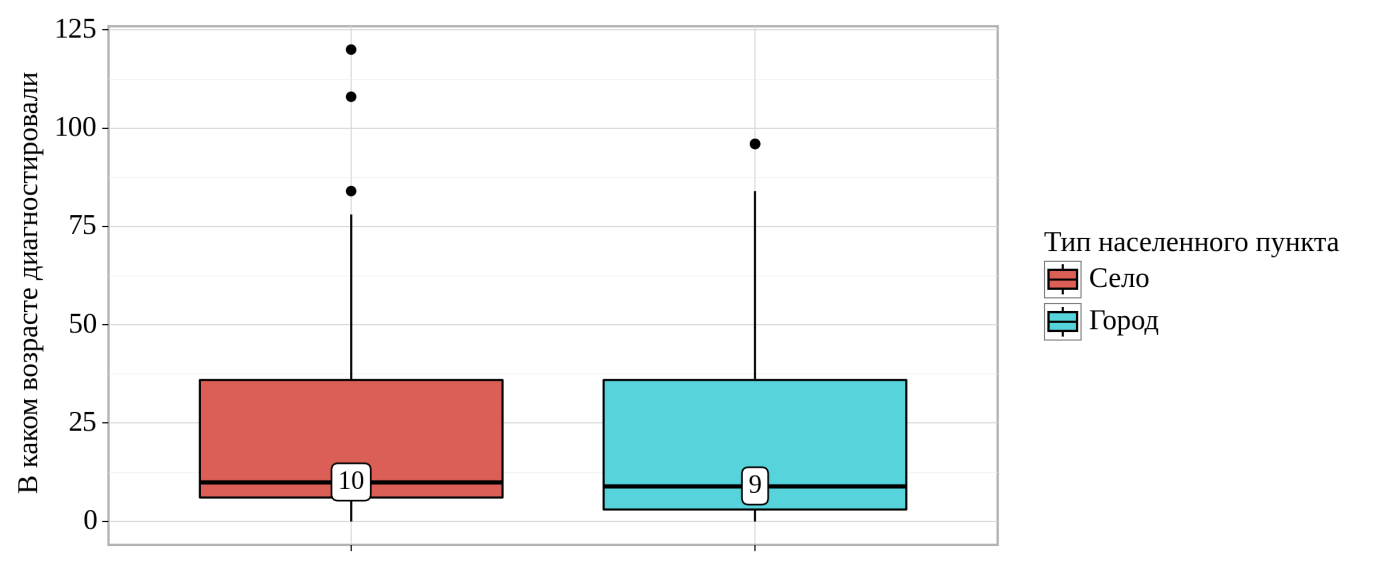 В каком возрасте диагностировали
125
100
75
50
25
0
10
9
Тип населенного пункта
Село
Город